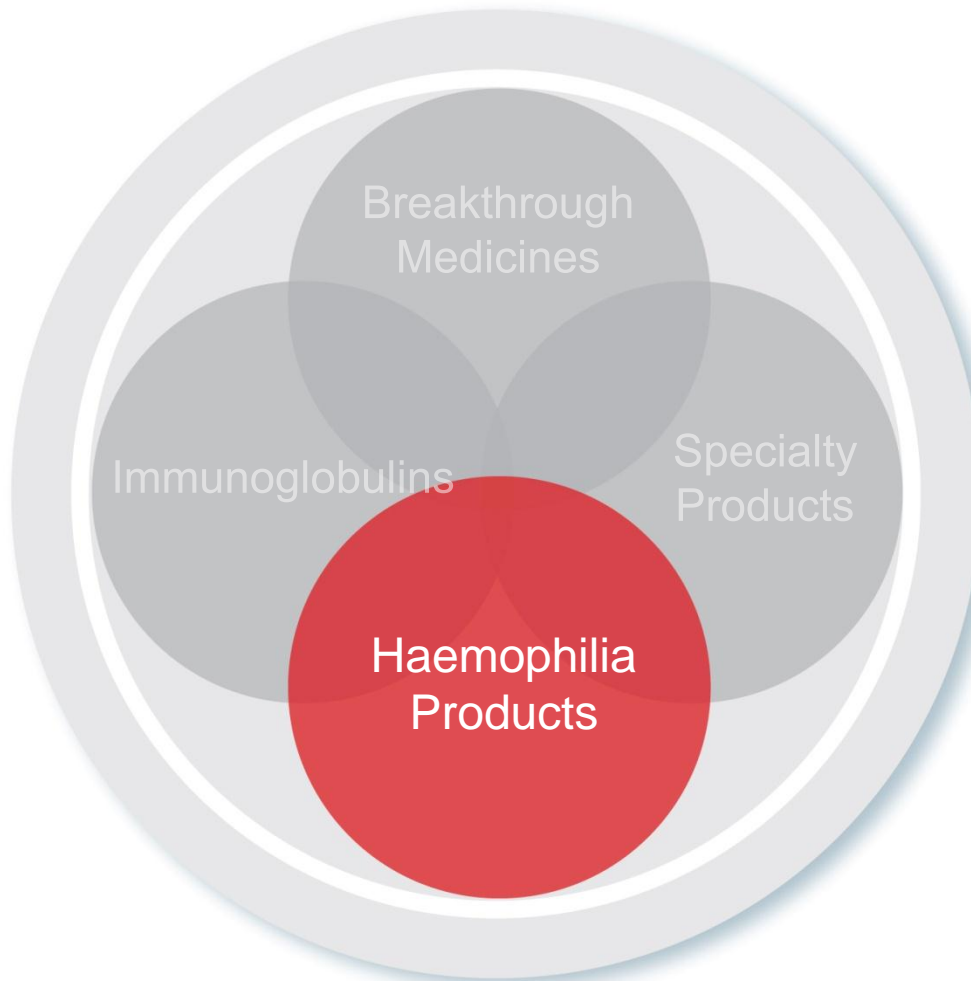 Breakthrough
Medicines
Immunoglobulins
Specialty
Products
Haemophilia
Products